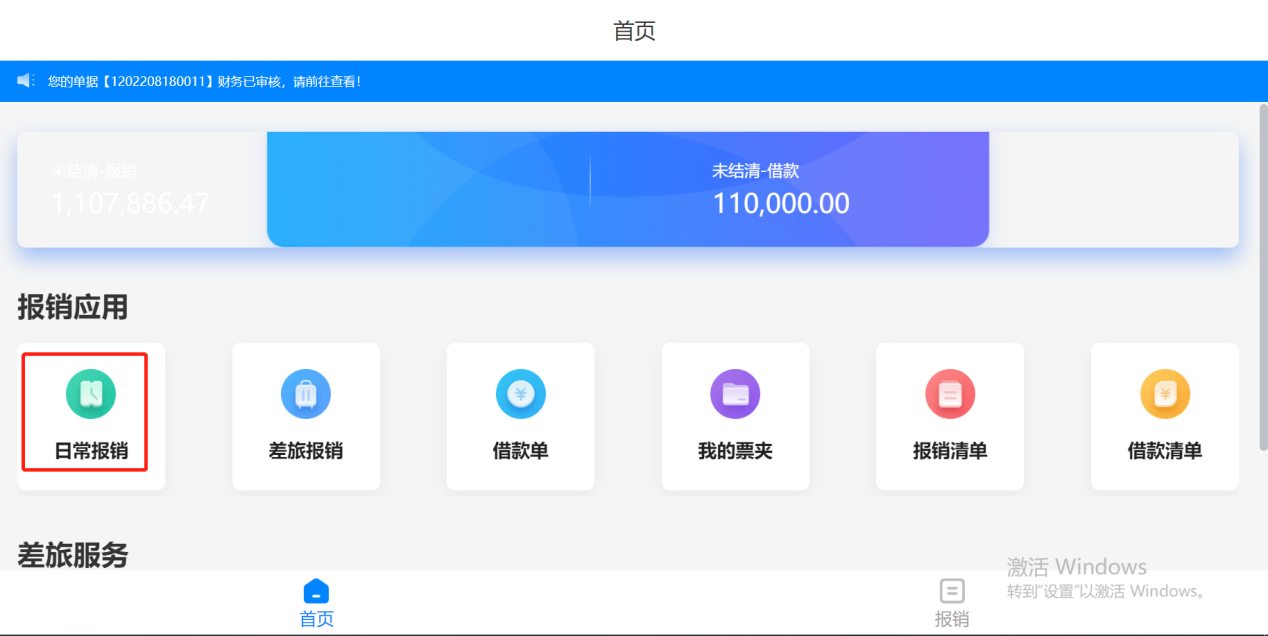 首页
您的单据【1202208180011】财务已审核，请前往查看！
未结清-报销
未结清-借款
1,107,886.47
110,000.00
报销应用
日常报销
差旅报销
借款单
我的票夹
报销清单
借款清单
差旅服务
激活 Windows
转到"设置"以激活 Windows。
首页
报销